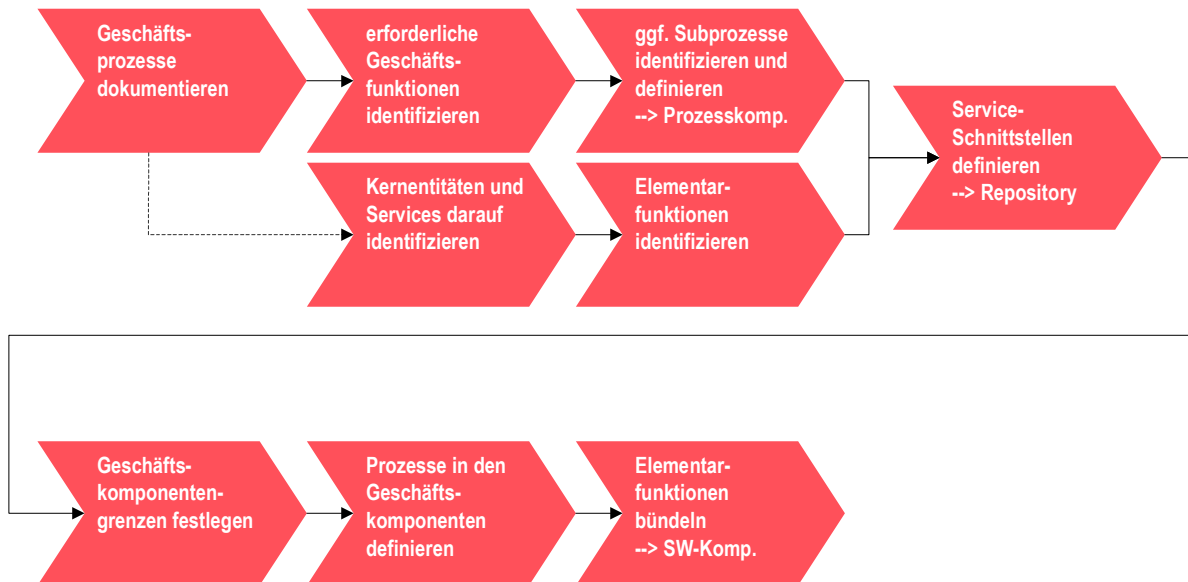 Geschäfts-
prozesse
dokumentieren
erforderliche
Geschäfts-
funktionen
identifizieren
ggf. Subprozesse
identifizieren und
definieren
--> Prozesskomp.
Kernentitäten und
Services darauf
identifizieren
Elementar-
funktionen
identifizieren
Service-
Schnittstellen
definieren
--> Repository
Geschäfts-
komponenten-
grenzen festlegen
Prozesse in den
Geschäfts-
komponenten
definieren
Elementar-
funktionen
bündeln
--> SW-Komp.